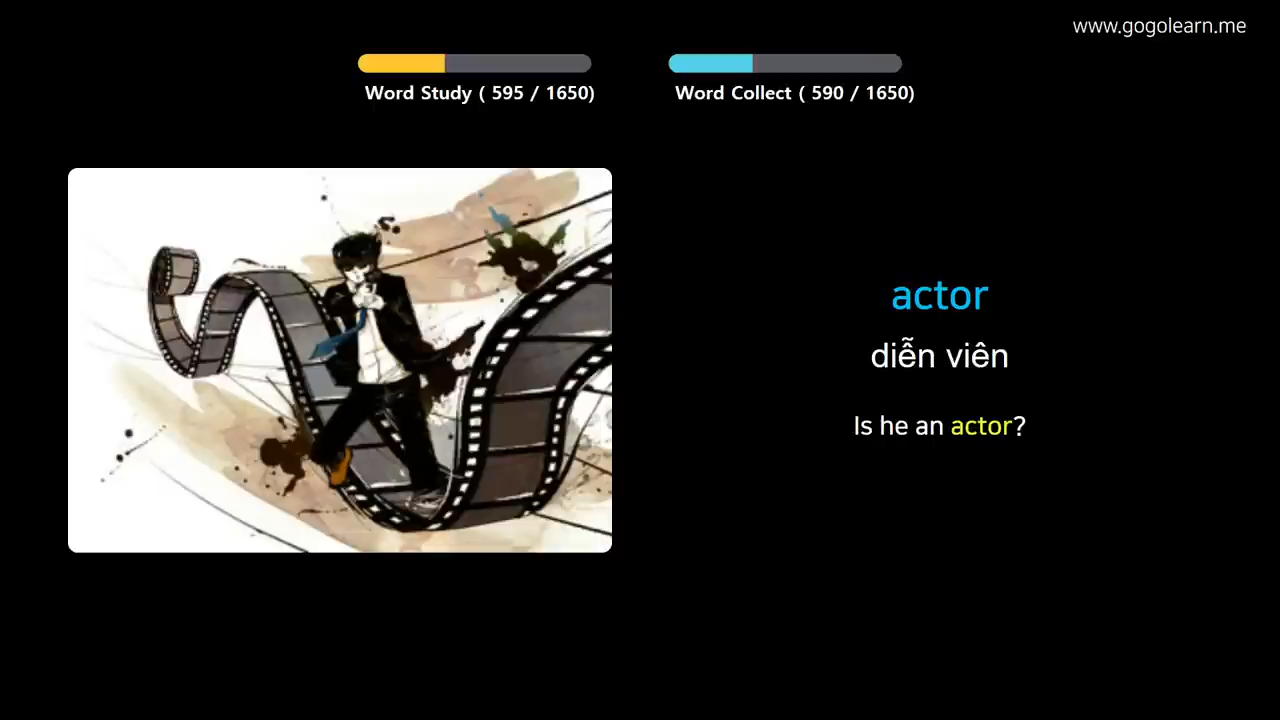 www.gogolearn.me
Word Study ( 595 / 1650)
Word Collect ( 590 / 1650)
actor
diễn viên
Is he an actor?